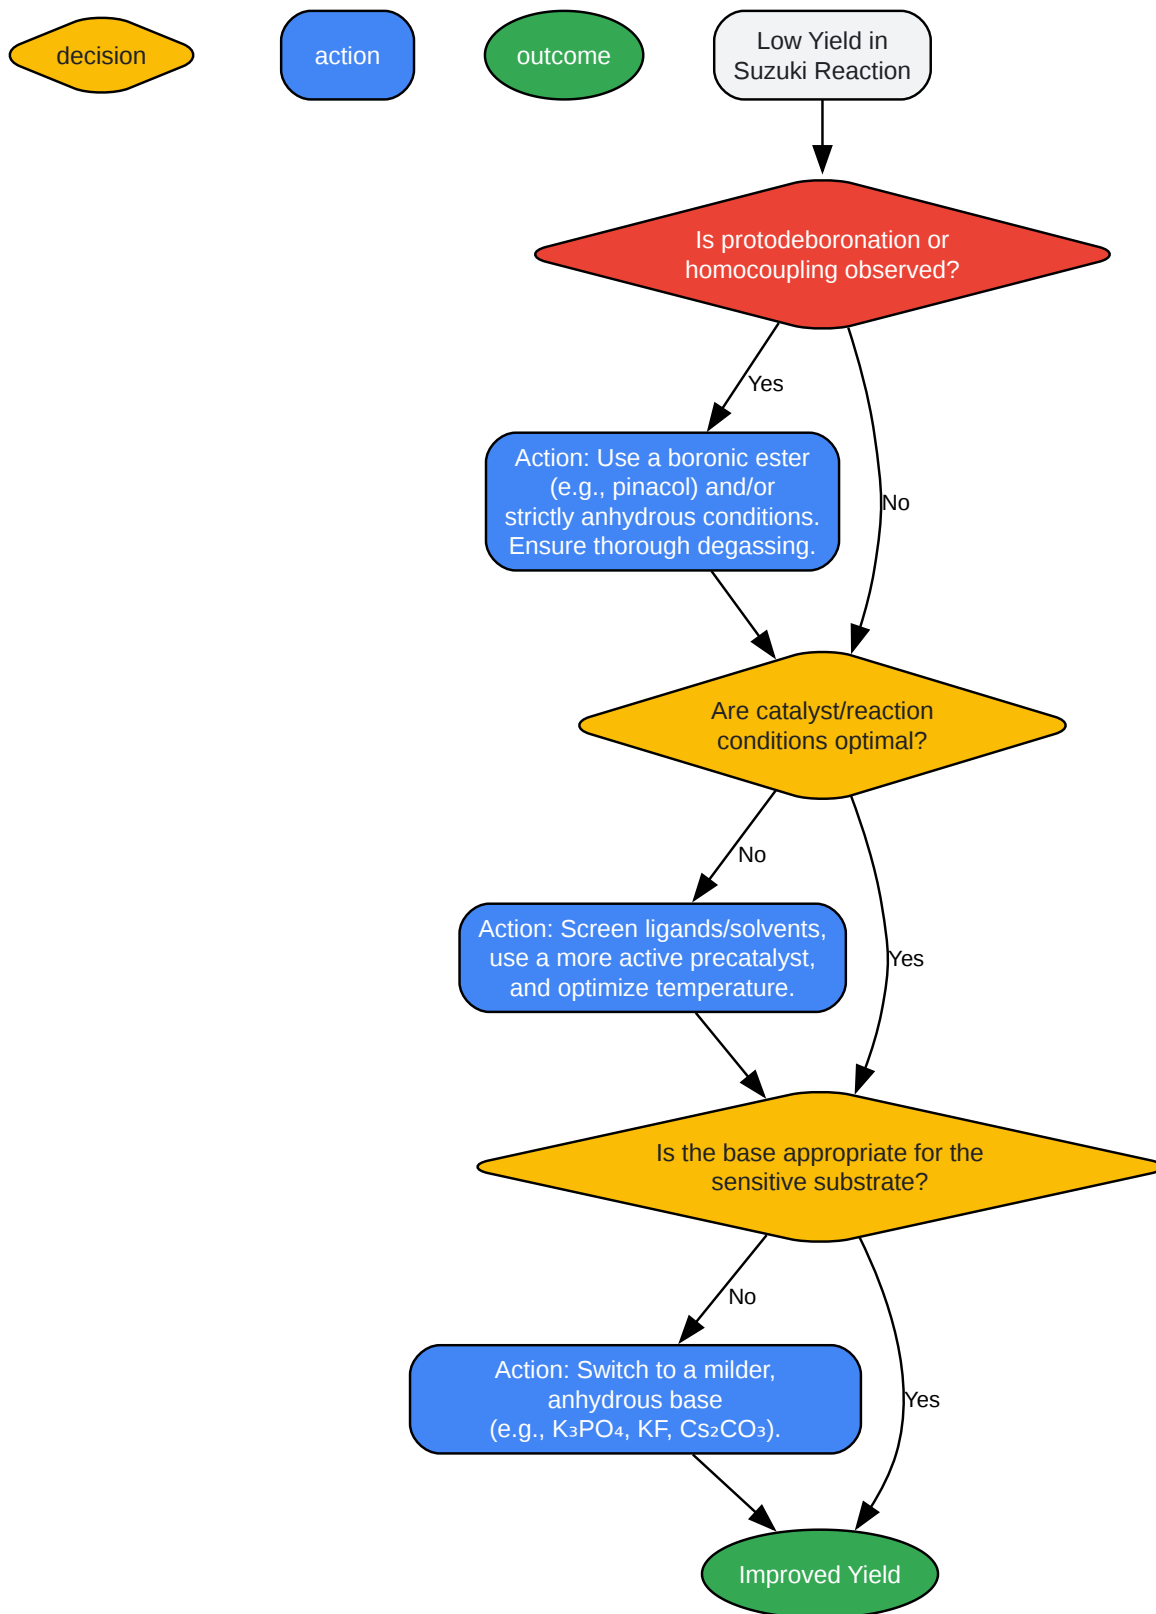 decision
action
outcome
Low Yield in
Suzuki Reaction
Is protodeboronation or
homocoupling observed?
Yes
Action: Use a boronic ester
(e.g., pinacol) and/or
strictly anhydrous conditions.
Ensure thorough degassing.
No
Are catalyst/reaction
conditions optimal?
No
Action: Screen ligands/solvents,
use a more active precatalyst,
and optimize temperature.
Yes
Is the base appropriate for the
sensitive substrate?
No
Action: Switch to a milder,
anhydrous base
(e.g., K₃PO₄, KF, Cs₂CO₃).
Yes
Improved Yield